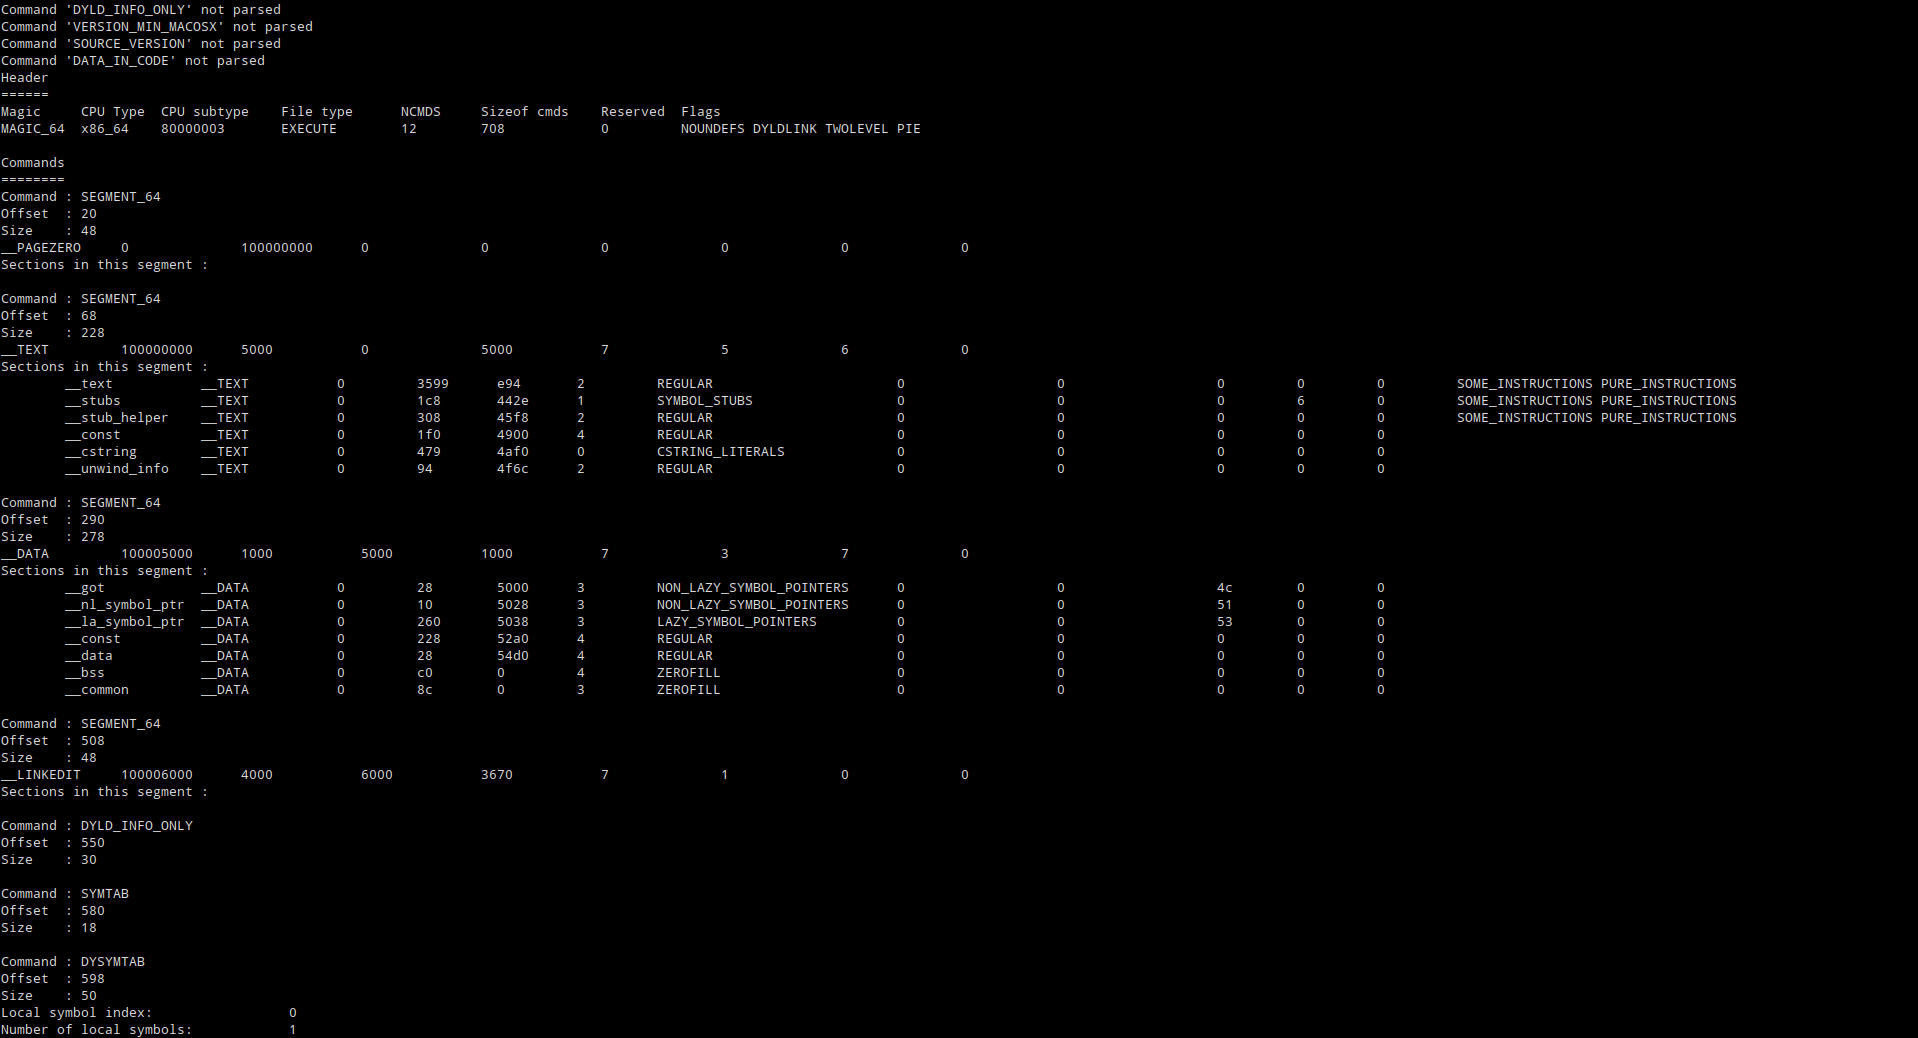 Command 'DYLD_INFO_ONLY' not parsed
Command 'VERSION_MIN_MACOSX' not parsed
Command 'SOURCE_VERSION' not parsed
Command 'DATA_IN_CODE' not parsed
Header
======
Magic     CPU Type  CPU subtype    File type      NCMDS     Sizeof cmds    Reserved  Flags
MAGIC_64  x86_64    80000003       EXECUTE        12        708            0         NOUNDEFS DYLDLINK TWOLEVEL PIE

Commands
========
Command : SEGMENT_64
Offset  : 20
Size    : 48
__PAGEZERO     0              100000000      0              0              0              0              0              0
Sections in this segment :

Command : SEGMENT_64
Offset  : 68
Size    : 228
__TEXT         100000000      5000           0              5000           7              5              6              0
Sections in this segment :
        __text           __TEXT           0         3599      e94       2         REGULAR                       0                   0                   0         0         0         SOME_INSTRUCTIONS PURE_INSTRUCTIONS
        __stubs          __TEXT           0         1c8       442e      1         SYMBOL_STUBS                  0                   0                   0         6         0         SOME_INSTRUCTIONS PURE_INSTRUCTIONS
        __stub_helper    __TEXT           0         308       45f8      2         REGULAR                       0                   0                   0         0         0         SOME_INSTRUCTIONS PURE_INSTRUCTIONS
        __const          __TEXT           0         1f0       4900      4         REGULAR                       0                   0                   0         0         0
        __cstring        __TEXT           0         479       4af0      0         CSTRING_LITERALS              0                   0                   0         0         0
        __unwind_info    __TEXT           0         94        4f6c      2         REGULAR                       0                   0                   0         0         0

Command : SEGMENT_64
Offset  : 290
Size    : 278
__DATA         100005000      1000           5000           1000           7              3              7              0
Sections in this segment :
        __got            __DATA           0         28        5000      3         NON_LAZY_SYMBOL_POINTERS      0                   0                   4c        0         0
        __nl_symbol_ptr  __DATA           0         10        5028      3         NON_LAZY_SYMBOL_POINTERS      0                   0                   51        0         0
        __la_symbol_ptr  __DATA           0         260       5038      3         LAZY_SYMBOL_POINTERS          0                   0                   53        0         0
        __const          __DATA           0         228       52a0      4         REGULAR                       0                   0                   0         0         0
        __data           __DATA           0         28        54d0      4         REGULAR                       0                   0                   0         0         0
        __bss            __DATA           0         c0        0         4         ZEROFILL                      0                   0                   0         0         0
        __common         __DATA           0         8c        0         3         ZEROFILL                      0                   0                   0         0         0

Command : SEGMENT_64
Offset  : 508
Size    : 48
__LINKEDIT     100006000      4000           6000           3670           7              1              0              0
Sections in this segment :

Command : DYLD_INFO_ONLY
Offset  : 550
Size    : 30

Command : SYMTAB
Offset  : 580
Size    : 18

Command : DYSYMTAB
Offset  : 598
Size    : 50
Local symbol index:                 0
Number of local symbols:            1